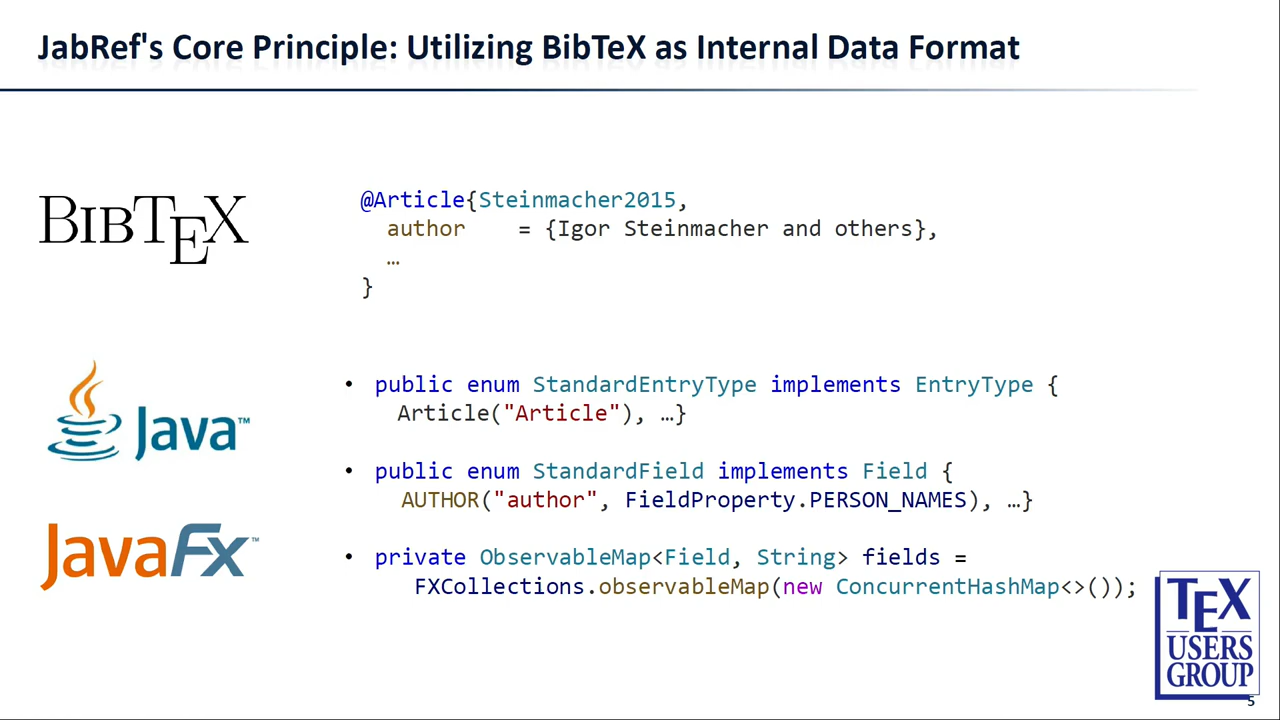 JabRef's Core Principle: Utilizing BibTeX as Internal Data Format
BIBTEX
@Article{Steinmacher2015,
author = {Igor Steinmacher and others},
…
}
Java™
• public enum StandardEntryType implements EntryType {
Article("Article"), …}
• public enum StandardField implements Field {
AUTHOR("author", FieldProperty.PERSON_NAMES), …}
JavaFx™
• private ObservableMap<Field, String> fields =
FXCollections.observableMap(new ConcurrentHashMap<>());
TEX
USERS
GROUP
5